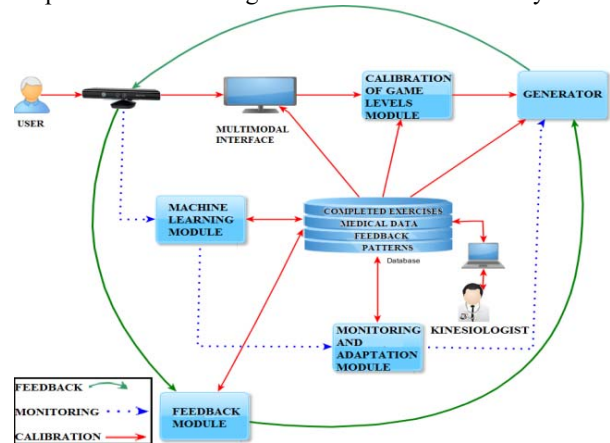 USER
MULTIMODAL
INTERFACE
CALIBRATION
OF GAME
LEVELS
MODULE
GENERATOR
MACHINE
LEARNING
MODULE
COMPLETED EXERCISES
MEDICAL DATA
FEEDBACK
PATTERNS
Database
KINESIOLOGIST
MONITORING
AND
ADAPTATION
MODULE
FEEDBACK
MODULE
FEEDBACK
MONITORING
CALIBRATION